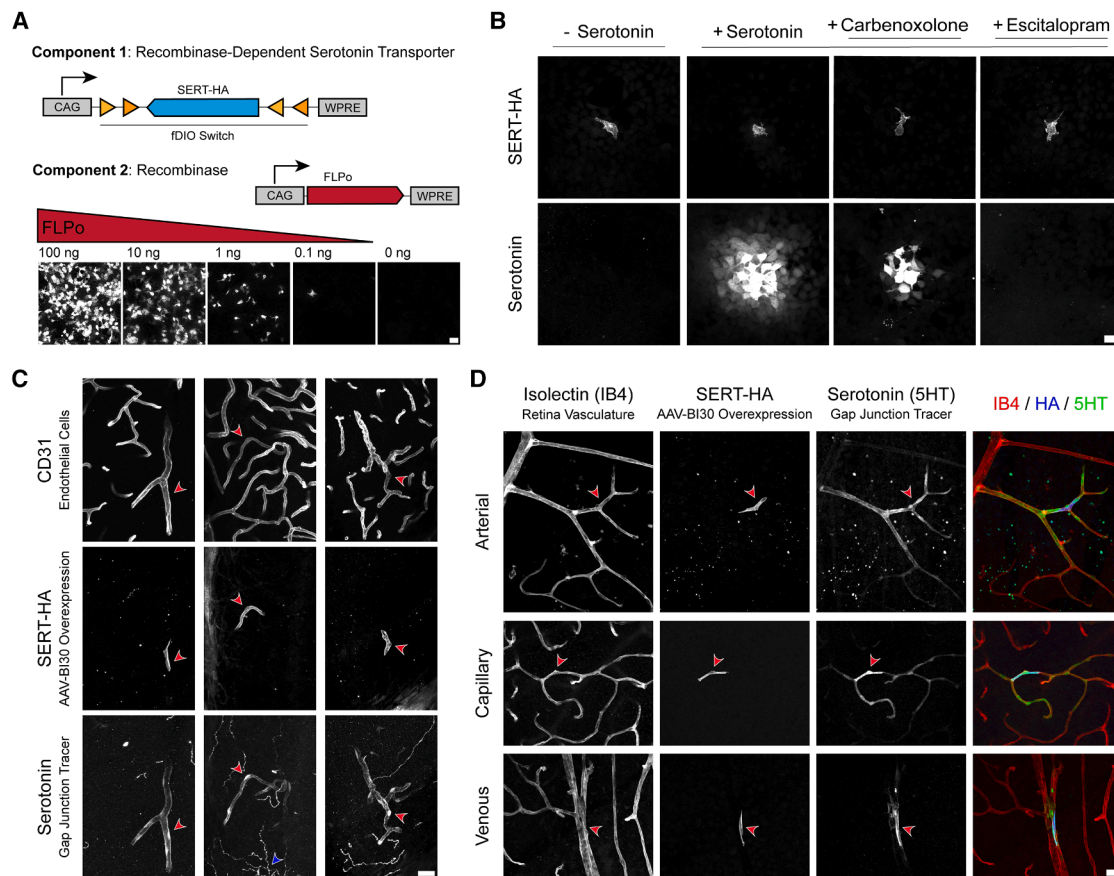 A
Component 1: Recombinase-Dependent Serotonin Transporter
SERT-HA
CAG
WPRE
fDIO Switch
Component 2: Recombinase
FLPo
CAG
WPRE
FLPo
100 ng
10 ng
1 ng
0.1 ng
0 ng
B
- Serotonin
+ Serotonin
+ Carbenoxolone
+ Escitalopram
SERT-HA
Serotonin
C
CD31
Endothelial Cells
SERT-HA
AAV-BI30 Overexpression
Serotonin
Gap Junction Tracer
D
Isolectin (IB4)
Retina Vasculature
SERT-HA
AAV-BI30 Overexpression
Serotonin (5HT)
Gap Junction Tracer
IB4 / HA / 5HT
Arterial
Capillary
Venous